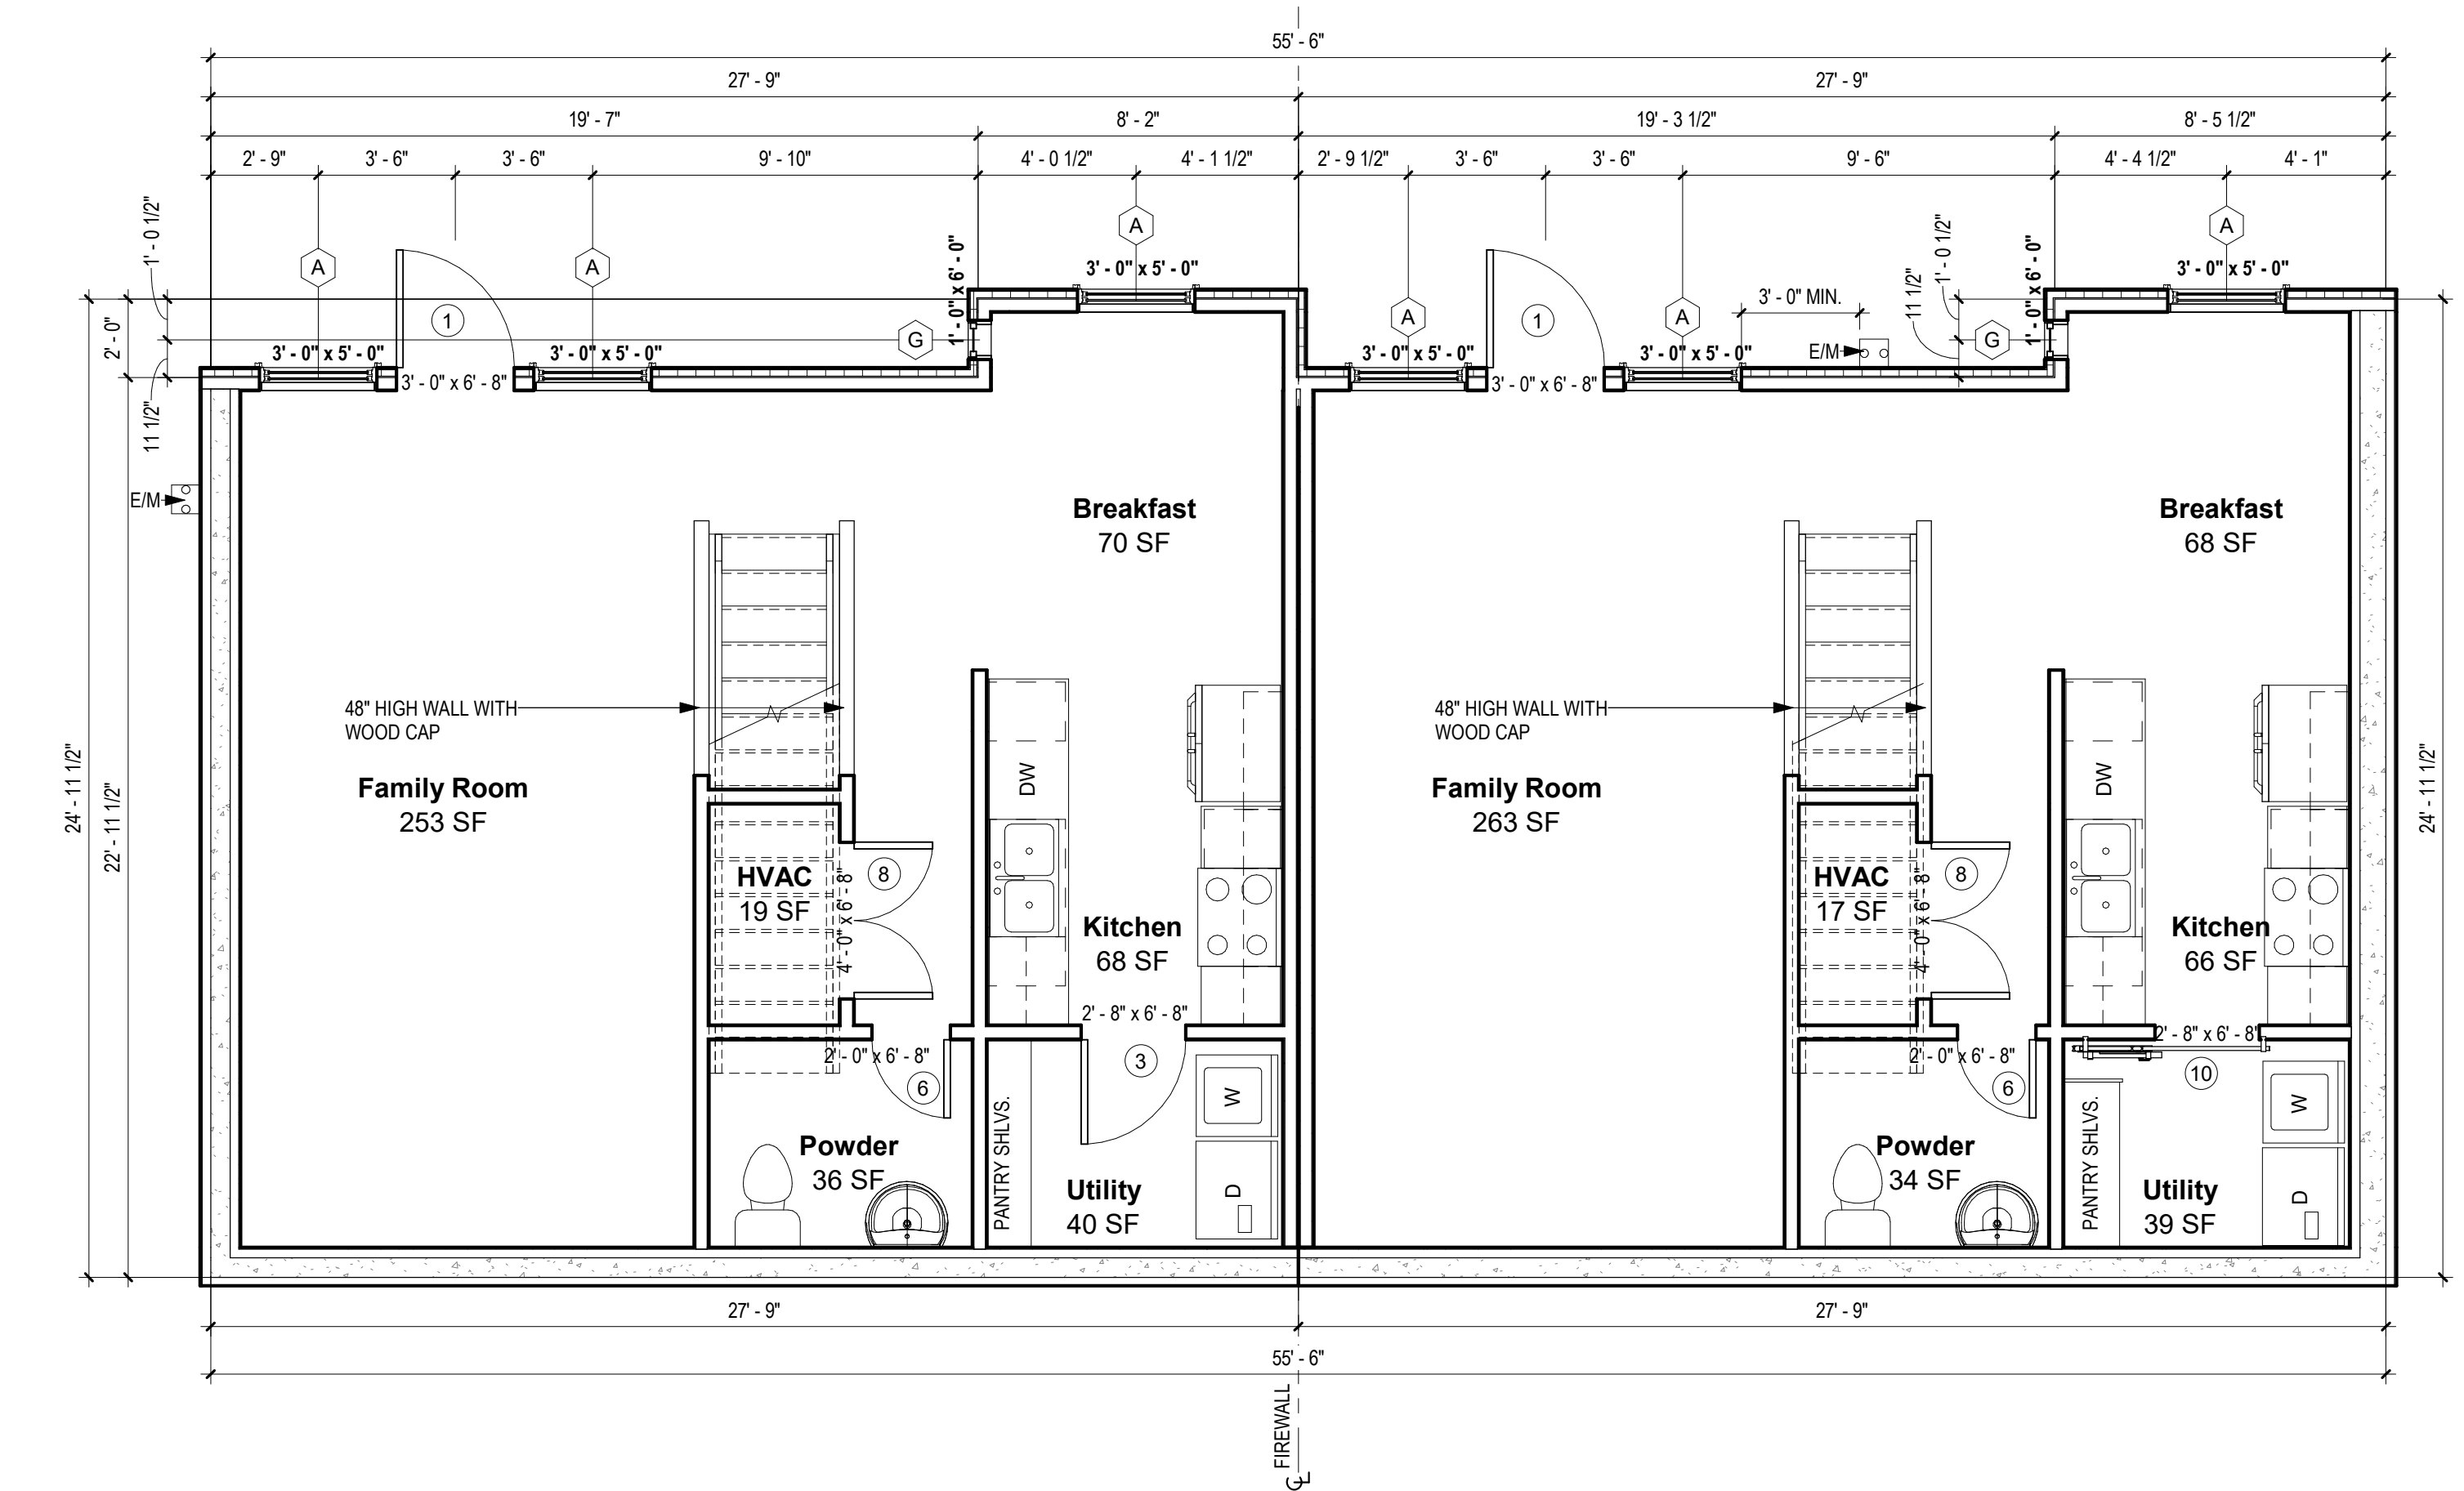 55' - 6"
27' - 9"
27' - 9"
19' - 7"
8' - 2"
19' - 3 1/2"
8' - 5 1/2"
2' - 9"
3' - 6"
3' - 6"
9' - 10"
4' - 0 1/2"
4' - 1 1/2"
2' - 9 1/2"
3' - 6"
3' - 6"
9' - 6"
4' - 4 1/2"
4' - 1"
1' - 0 1/2"
2' - 0"
11 1/2"
A
A
A
1
G
1' - 0" x 6' - 0"
3' - 0" x 5' - 0"
3' - 0" x 5' - 0"
3' - 0" x 5' - 0"
3' - 0" x 6' - 8"
A
A
A
1
G
3' - 0" MIN.
E/M
11 1/2"
1' - 0 1/2"
1' - 0" x 6' - 0"
3' - 0" x 5' - 0"
3' - 0" x 5' - 0"
3' - 0" x 5' - 0"
3' - 0" x 6' - 8"
E/M
24' - 11 1/2"
22' - 11 1/2"
24' - 11 1/2"
Breakfast
70 SF
48" HIGH WALL WITH
WOOD CAP
Family Room
253 SF
DW
HVAC
19 SF
8
4' - 0" x 6' - 8"
Kitchen
68 SF
2' - 8" x 6' - 8"
2' - 0" x 6' - 8"
6
3
W
Powder
36 SF
PANTRY SHLVS.
Utility
40 SF
D
Breakfast
68 SF
48" HIGH WALL WITH
WOOD CAP
Family Room
263 SF
DW
HVAC
17 SF
8
4' - 0" x 6' - 8"
Kitchen
66 SF
2' - 8" x 6' - 8"
2' - 0" x 6' - 8"
6
10
W
Powder
34 SF
PANTRY SHLVS.
Utility
39 SF
D
27' - 9"
27' - 9"
55' - 6"
FIREWALL
CL